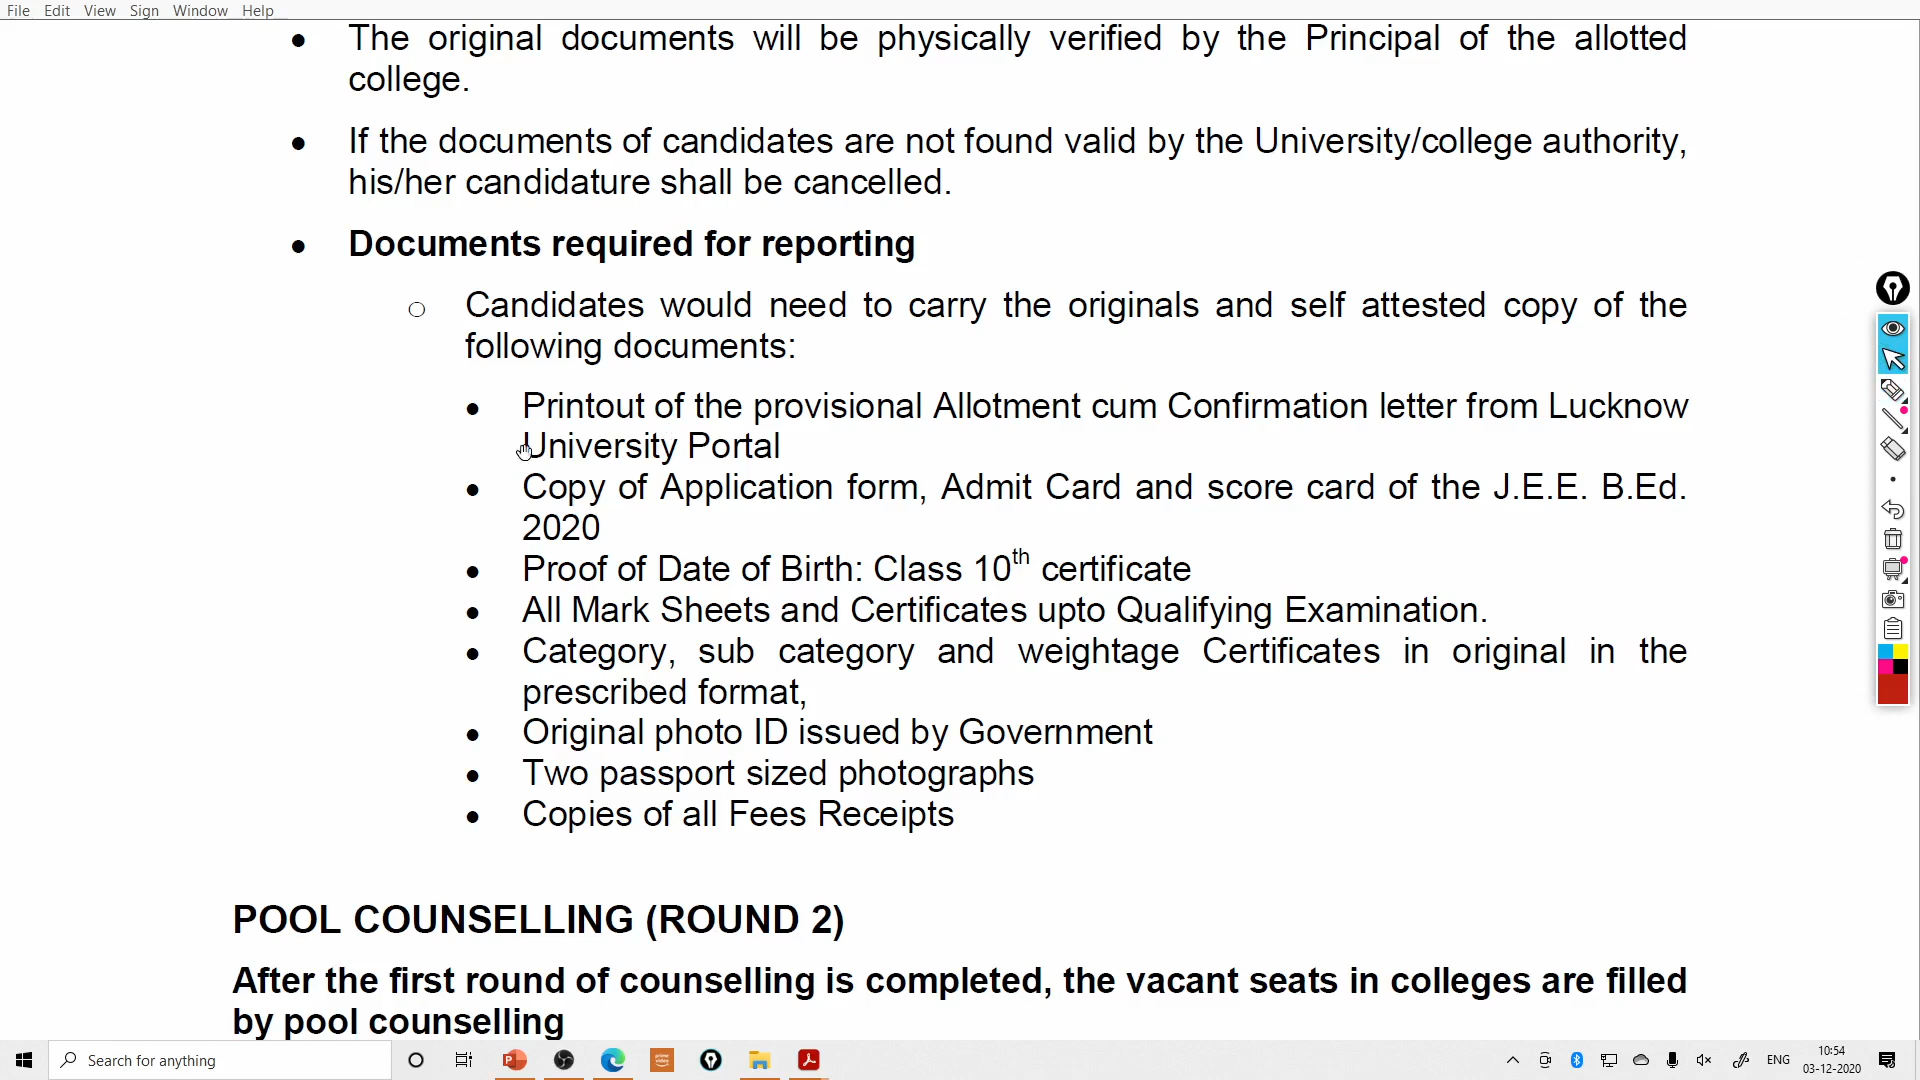 File Edit View Sign Window Help
• The original documents will be physically verified by the Principal of the allotted
college.
• If the documents of candidates are not found valid by the University/college authority,
his/her candidature shall be cancelled.
• Documents required for reporting
○ Candidates would need to carry the originals and self attested copy of the
following documents:
• Printout of the provisional Allotment cum Confirmation letter from Lucknow
University Portal
• Copy of Application form, Admit Card and score card of the J.E.E. B.Ed.
2020
• Proof of Date of Birth: Class 10th certificate
• All Mark Sheets and Certificates upto Qualifying Examination.
• Category, sub category and weightage Certificates in original in the
prescribed format,
• Original photo ID issued by Government
• Two passport sized photographs
• Copies of all Fees Receipts
POOL COUNSELLING (ROUND 2)
After the first round of counselling is completed, the vacant seats in colleges are filled
by pool counselling
Search for anything
prime video
ENG
10:54
03-12-2020